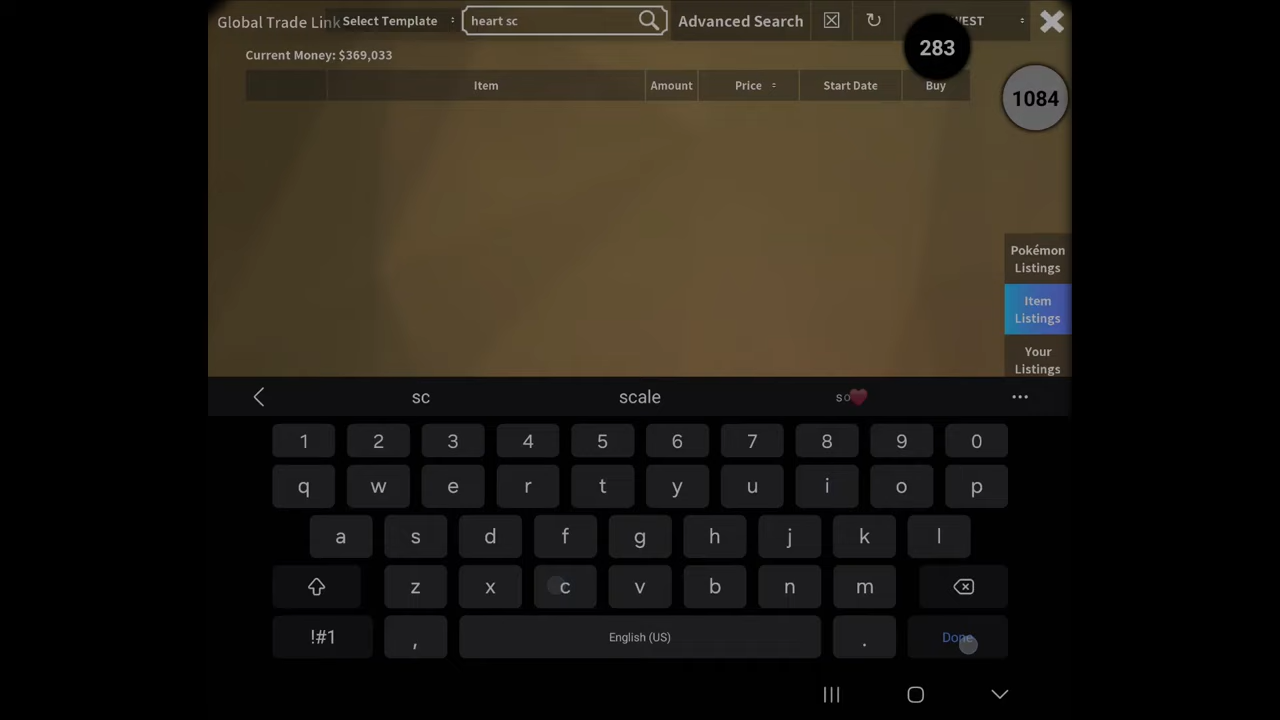 Global Trade Link Select Template heart sc Advanced Search EST
283
Current Money: $369,033
Item Amount Price Start Date Buy
1084
Pokémon
Listings
Item
Listings
Your
Listings
sc scale so❤️
1 2 3 4 5 6 7 8 9 0
q w e r t y u i o p
a s d f g h j k l
z x c v b n m
!#1 , English (US) . Done